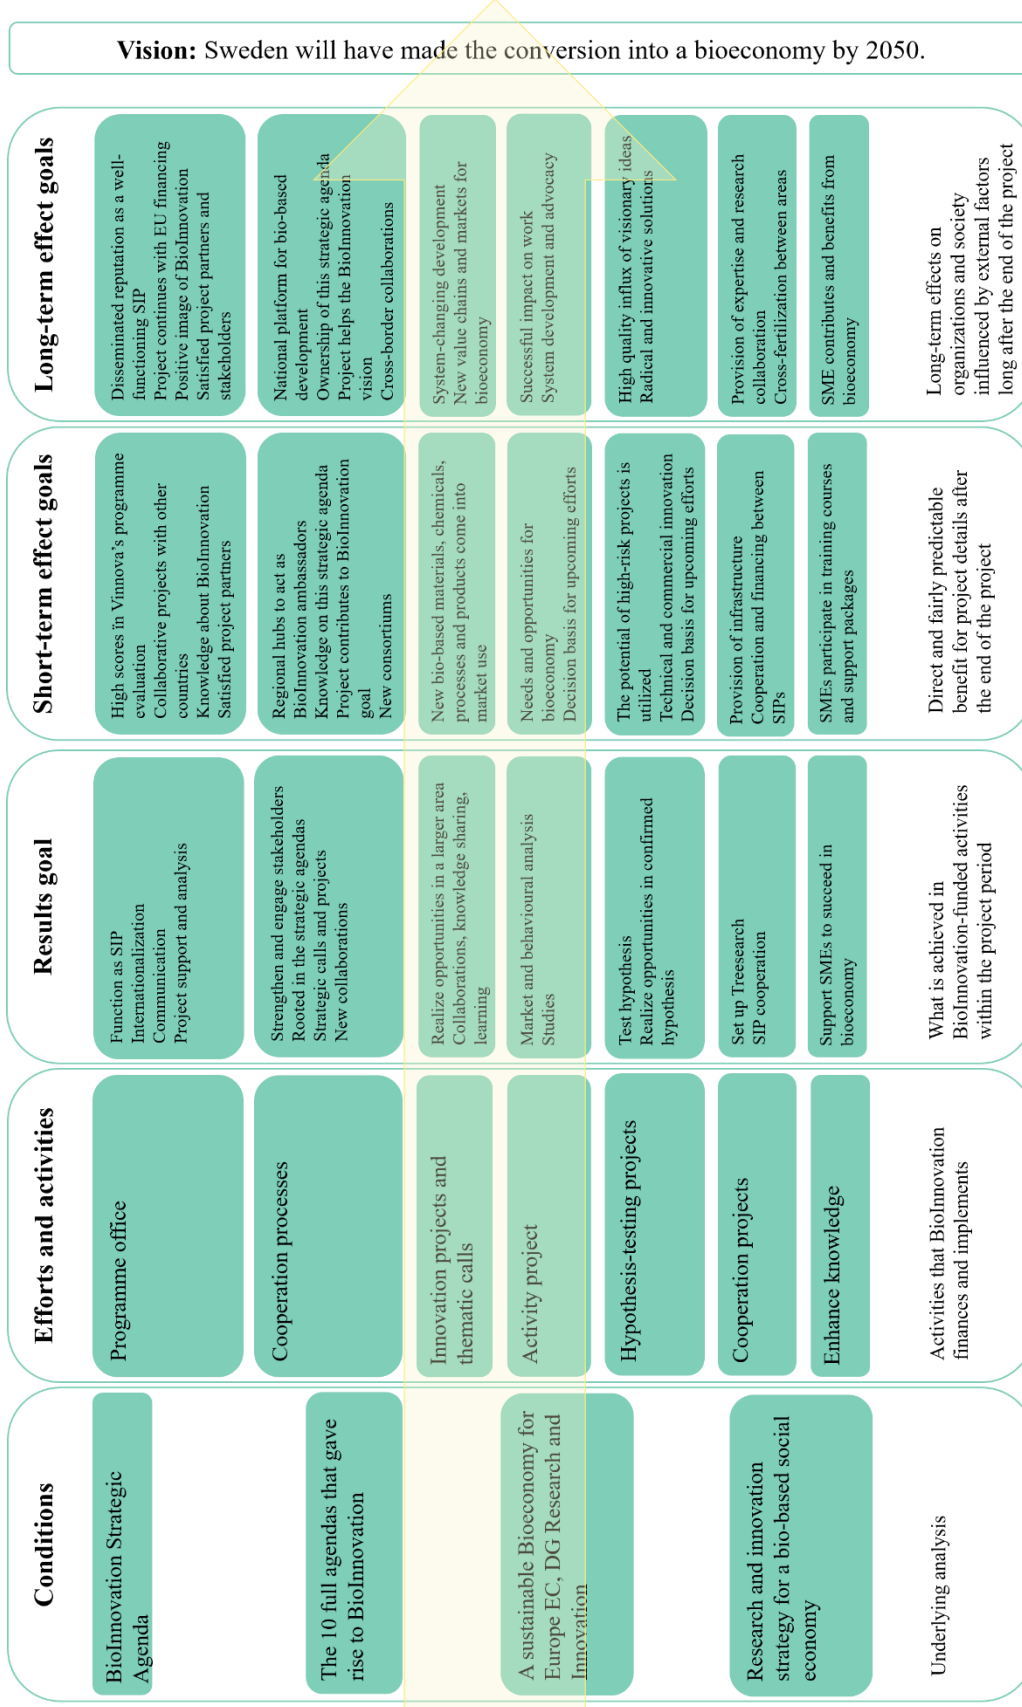 Vision: Sweden will have made the conversion into a bioeconomy by 2050.
Conditions
BioInnovation Strategic
Agenda
The 10 full agendas that gave
rise to BioInnovation
A sustainable Bioeconomy for
Europe EC, DG Research and
Innovation
Research and innovation
strategy for a bio-based social
economy
Underlying analysis
Efforts and activities
Programme office
Cooperation processes
Innovation projects and
thematic calls
Activity project
Hypothesis-testing projects
Cooperation projects
Enhance knowledge
Activities that BioInnovation
finances and implements
Results goal
Function as SIP
Internationalization
Communication
Project support and analysis
Strengthen and engage stakeholders
Rooted in the strategic agendas
Strategic calls and projects
New collaborations
Realize opportunities in a larger area
Collaborations, knowledge sharing,
learning
Market and behavioural analysis
Studies
Test hypothesis
Realize opportunities in confirmed
hypothesis
Set up Treesearch
SIP cooperation
Support SMEs to succeed in
bioeconomy
What is achieved in
BioInnovation-funded activities
within the project period
Short-term effect goals
High scores in Vinnova's programme
evaluation
Collaborative projects with other
countries
Knowledge about BioInnovation
Satisfied project partners
Regional hubs to act as
BioInnovation ambassadors
Knowledge on this strategic agenda
Project contributes to BioInnovation
goal
New consortiums
New bio-based materials, chemicals,
processes and products come into
market use
Needs and opportunities for
bioeconomy
Decision basis for upcoming efforts
The potential of high-risk projects is
utilized
Technical and commercial innovation
Decision basis for upcoming efforts
Provision of infrastructure
Cooperation and financing between
SIPs
SMEs participate in training courses
and support packages
Direct and fairly predictable
benefit for project details after
the end of the project
Long-term effect goals
Disseminated reputation as a well-
functioning SIP
Project continues with EU financing
Positive image of BioInnovation
Satisfied project partners and
stakeholders
National platform for bio-based
development
Ownership of this strategic agenda
Project helps the BioInnovation
vision
Cross-border collaborations
System-changing development
New value chains and markets for
bioeconomy
Successful impact on work
System development and advocacy
High quality influx of visionary ideas
Radical and innovative solutions
Provision of expertise and research
collaboration
Cross-fertilization between areas
SME contributes and benefits from
bioeconomy
Long-term effects on
organizations and society
influenced by external factors
long after the end of the project